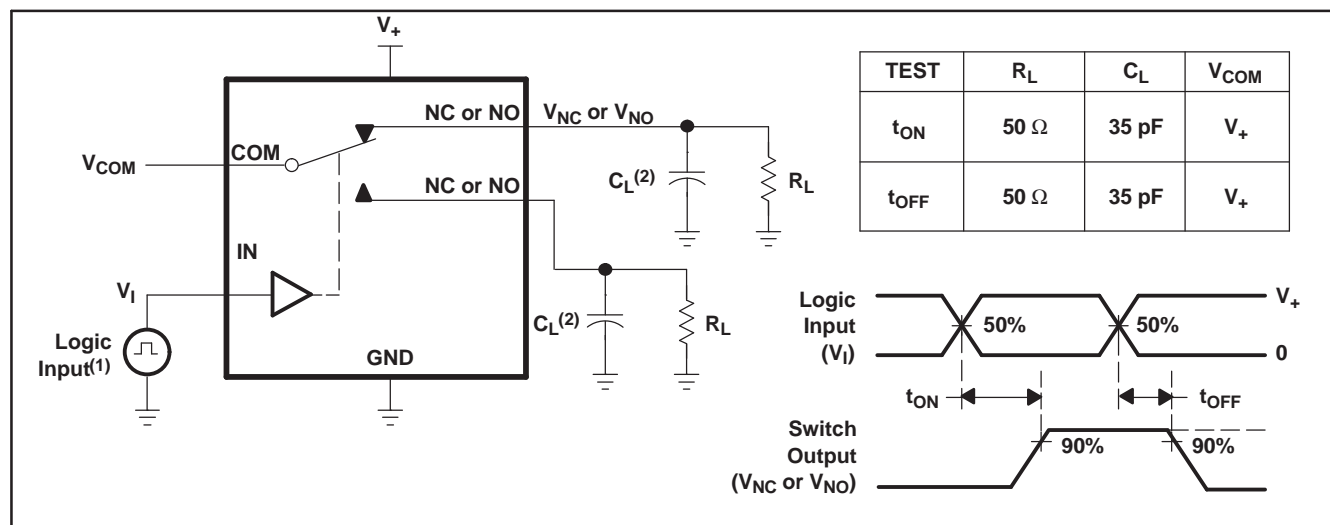 V+
NC or NO
VNC or VNO
COM
VCOM
CL(2)
RL
NC or NO
IN
VI
CL(2)
RL
Logic
Input(1)
GND
TEST RL CL VCOM
tON 50 Ω 35 pF V+
tOFF 50 Ω 35 pF V+
Logic
Input
(VI)
50%
50%
V+
0
tON
tOFF
Switch
Output
(VNC or VNO)
90%
90%